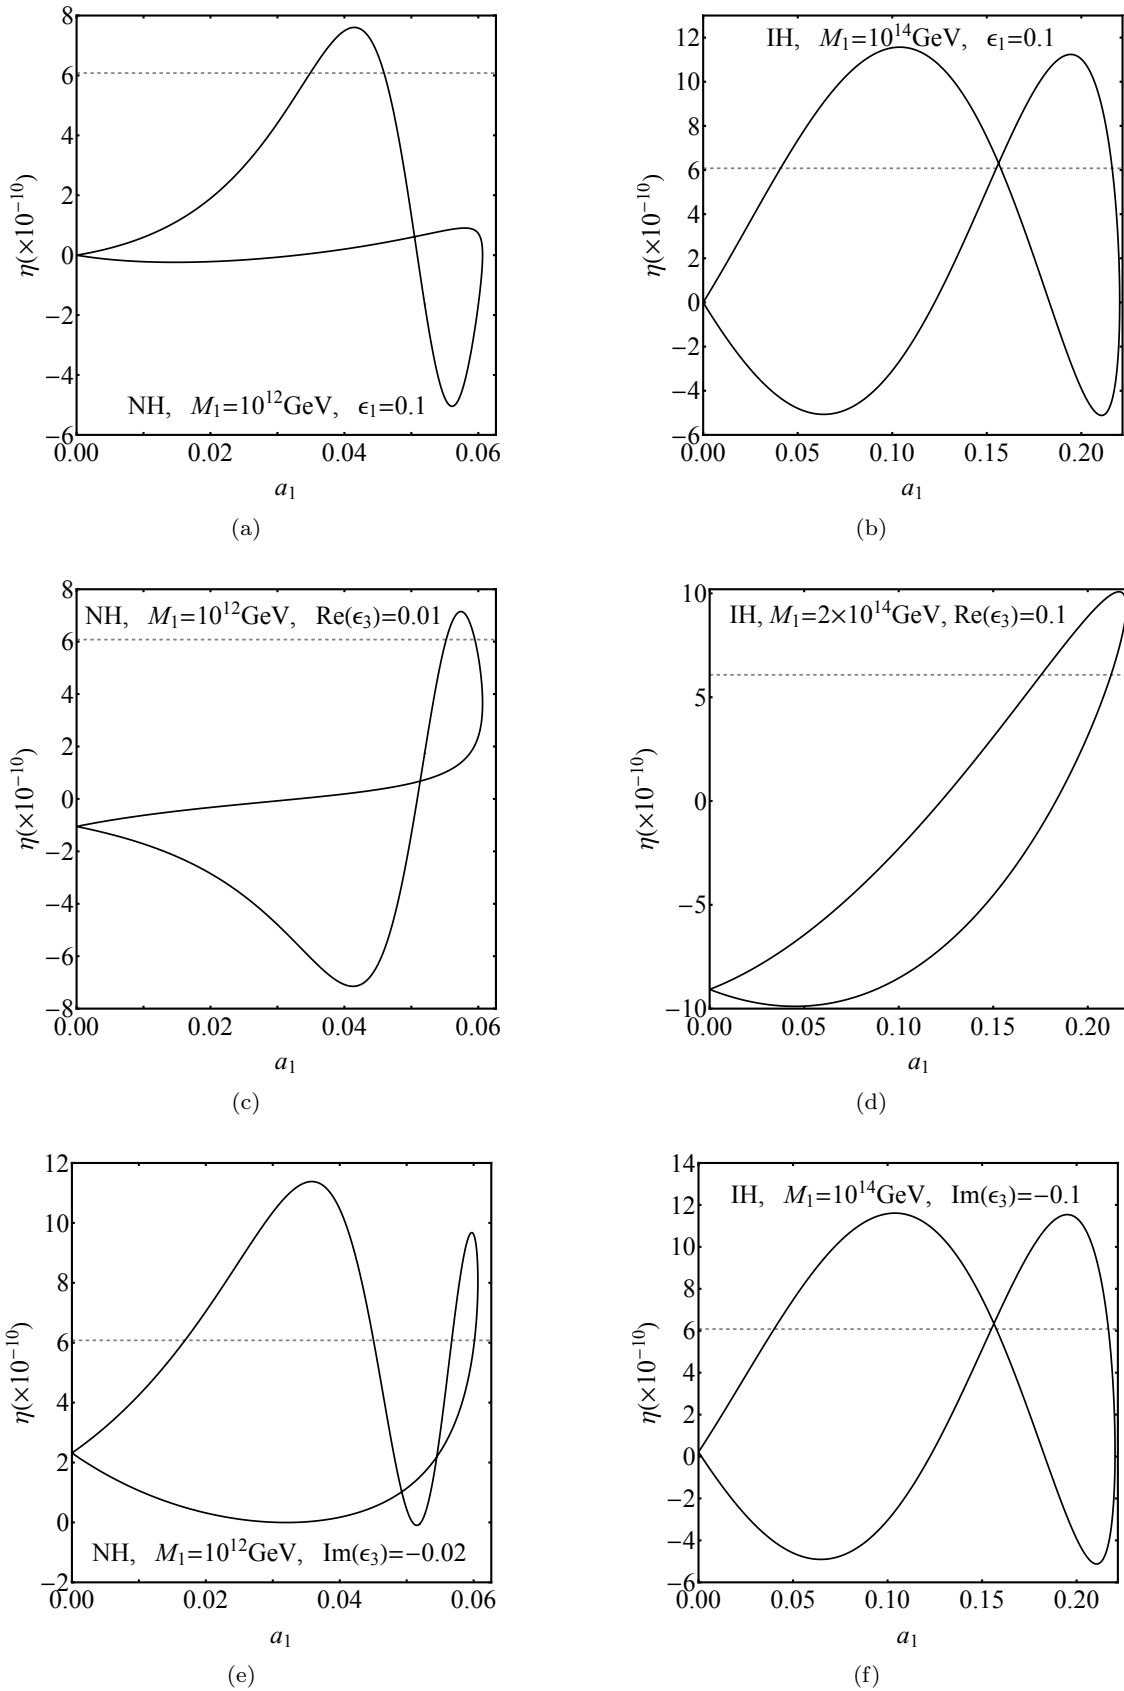 8
6
4
2
0
−2
−4
−6
η(×10⁻¹⁰)
NH, M₁=10¹²GeV, ϵ₁=0.1
0.00 0.02 0.04 0.06
a₁
(a)
12
10
8
6
4
2
0
−2
−4
−6
η(×10⁻¹⁰)
IH, M₁=10¹⁴GeV, ϵ₁=0.1
0.00 0.05 0.10 0.15 0.20
a₁
(b)
8
6
4
2
0
−2
−4
−6
−8
η(×10⁻¹⁰)
NH, M₁=10¹²GeV, Re(ϵ₃)=0.01
0.00 0.02 0.04 0.06
a₁
(c)
10
5
0
−5
−10
η(×10⁻¹⁰)
IH, M₁=2×10¹⁴GeV, Re(ϵ₃)=0.1
0.00 0.05 0.10 0.15 0.20
a₁
(d)
12
10
8
6
4
2
0
−2
η(×10⁻¹⁰)
NH, M₁=10¹²GeV, Im(ϵ₃)=−0.02
0.00 0.02 0.04 0.06
a₁
(e)
14
12
10
8
6
4
2
0
−2
−4
−6
η(×10⁻¹⁰)
IH, M₁=10¹⁴GeV, Im(ϵ₃)=−0.1
0.00 0.05 0.10 0.15 0.20
a₁
(f)